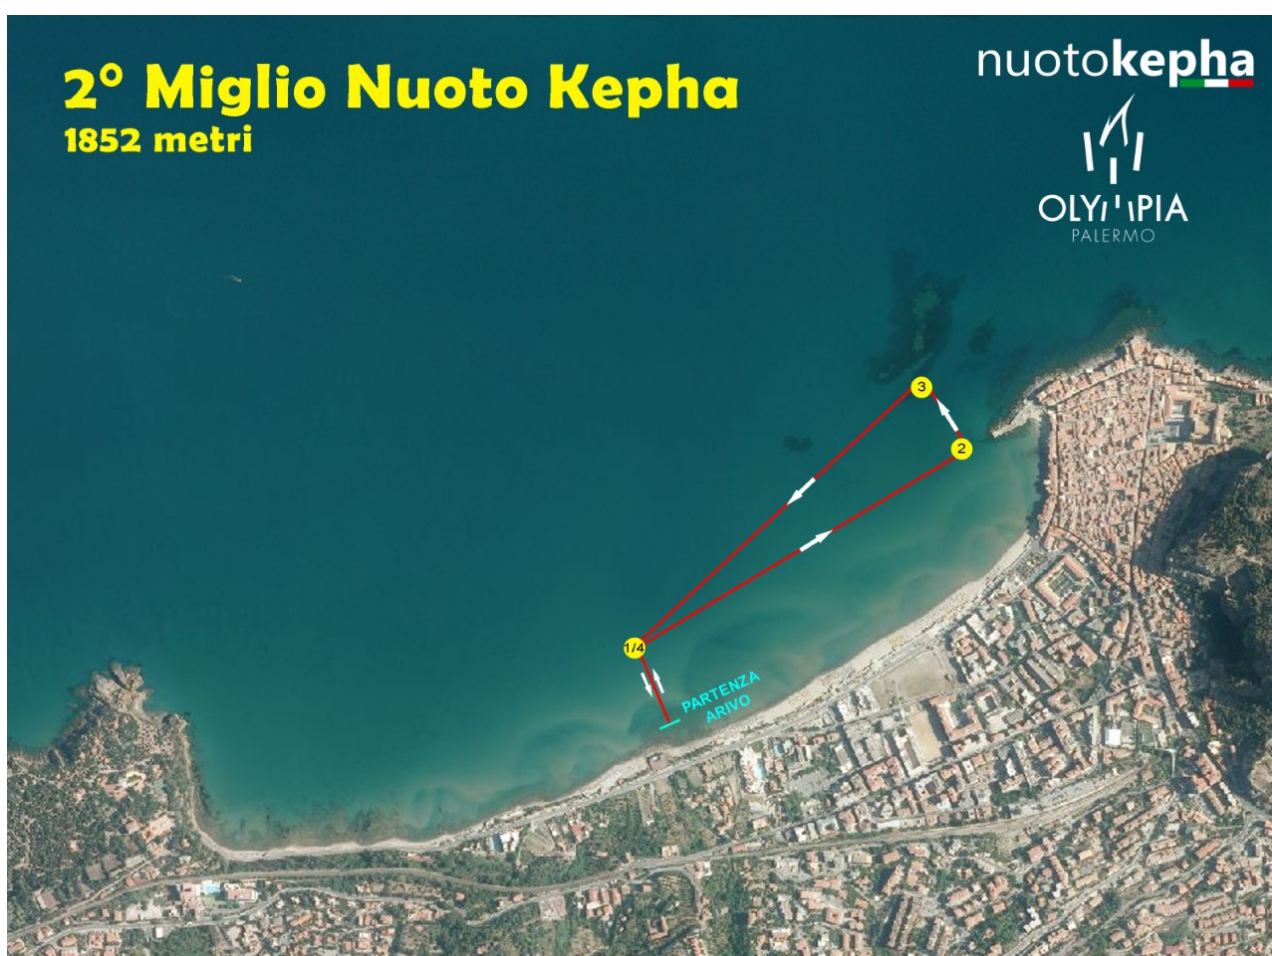 2° Miglio Nuoto Kepha
1852 metri
nuotokepha
OLYMPIA
PALERMO
3
2
1/4
PARTENZA
ARIVO